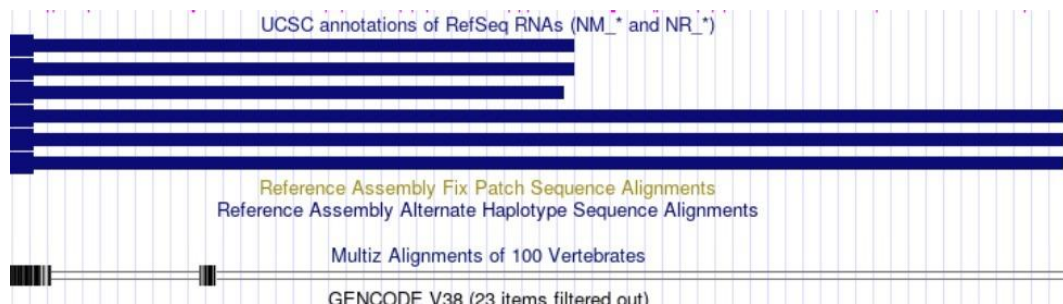 UCSC annotations of RefSeq RNAs (NM_* and NR_*)
Reference Assembly Fix Patch Sequence Alignments
Reference Assembly Alternate Haplotype Sequence Alignments
Multiz Alignments of 100 Vertebrates
GENCODE V38 (23 items filtered out)